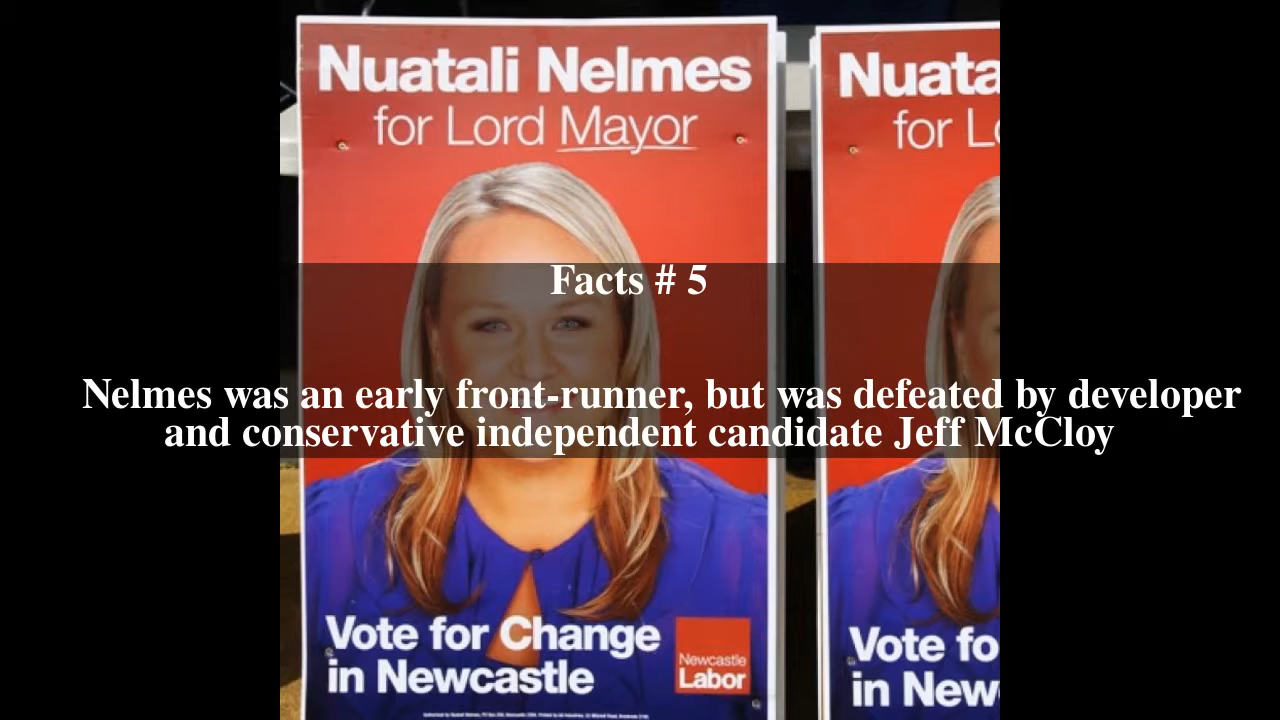 Nuatali Nelmes
for Lord Mayor
Nuata
for Lo
Facts # 5
Nelmes was an early front-runner, but was defeated by developer
and conservative independent candidate Jeff McCloy
Vote for Change
in Newcastle
Newcastle
Labor
Vote fo
in New